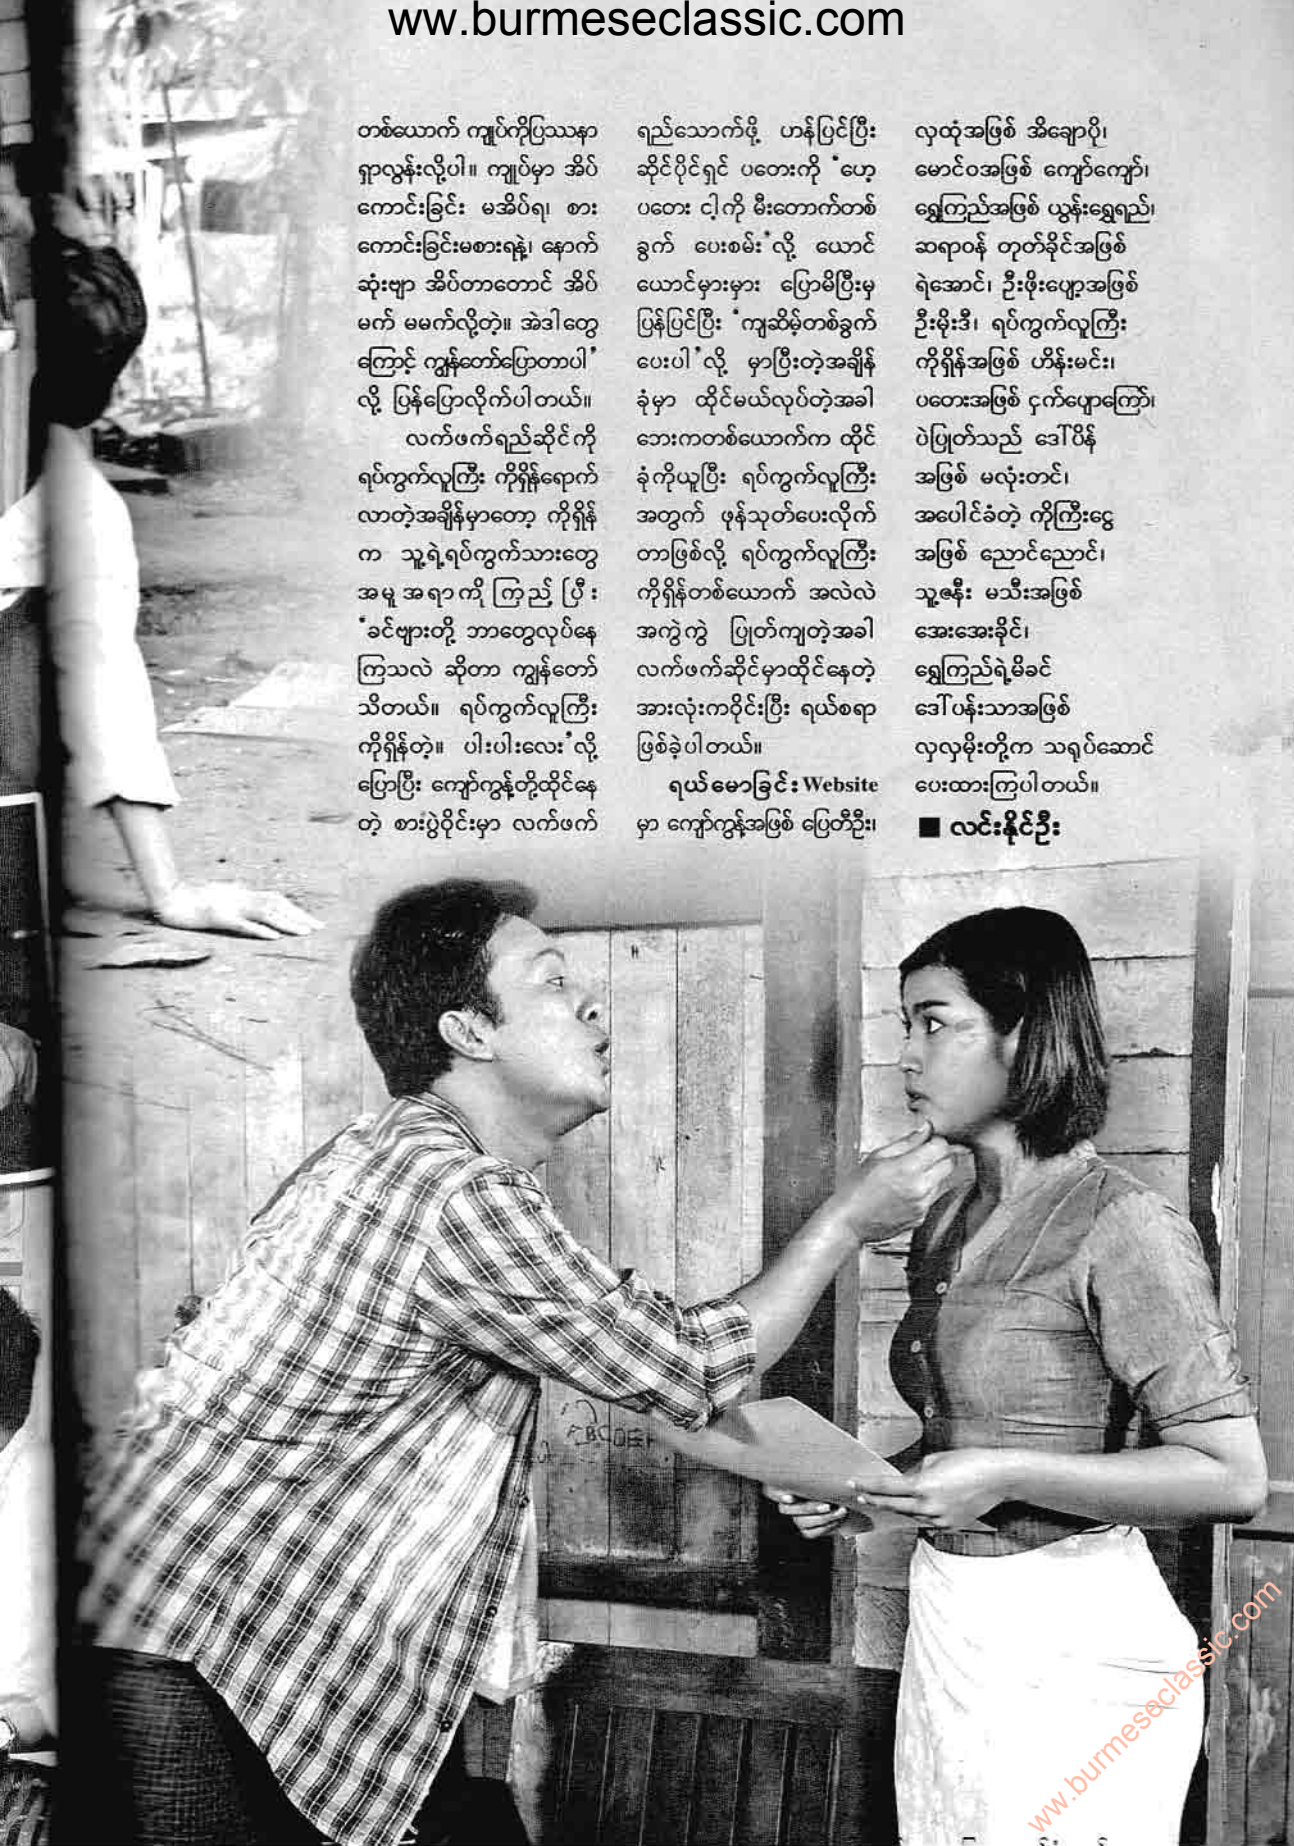 ww.burmeseclassic.com
တစ်ယောက် ကျုပ်ကိုပြဿနာ
ရှာလွန်းလို့ပါ။ ကျုပ်မှာ အိပ်
ကောင်းခြင်း မအိပ်ရ၊ စား
ကောင်းခြင်းမစားရနဲ့၊ နောက်
ဆုံးဗျာ အိပ်တာတောင် အိပ်
မက် မမက်လို့တဲ့။ အဲဒါတွေ
ကြောင့် ကျွန်တော်ပြောတာပါ"
လို့ ပြန်ပြောလိုက်ပါတယ်။
လက်ဖက်ရည်ဆိုင်ကို
ရပ်ကွက်လူကြီး ကိုရှိန်ရောက်
လာတဲ့အချိန်မှာတော့ ကိုရှိန်
က သူ့ရဲ့ရပ်ကွက်သားတွေ
အမူအရာကို ကြည့်ပြီး
"ခင်ဗျားတို့ ဘာတွေလုပ်နေ
ကြသလဲ ဆိုတာ ကျွန်တော်
သိတယ်။ ရပ်ကွက်လူကြီး
ကိုရှိန်တဲ့။ ပါးပါးလေး"လို့
ပြောပြီး ကျော်ကွန့်တို့ထိုင်နေ
တဲ့ စားပွဲဝိုင်းမှာ လက်ဖက်
ရည်သောက်ဖို့ ဟန်ပြင်ပြီး
ဆိုင်ပိုင်ရှင် ပတေးကို "ဟေ့
ပတေး ငါ့ကို မီးတောက်တစ်
ခွက် ပေးစမ်း"လို့ ယောင်
ယောင်မှားမှား ပြောမိပြီးမှ
ပြန်ပြင်ပြီး "ကျဆိမ့်တစ်ခွက်
ပေးပါ"လို့ မှာပြီးတဲ့အချိန်
ခုံမှာ ထိုင်မယ်လုပ်တဲ့အခါ
ဘေးကတစ်ယောက်က ထိုင်
ခုံကိုယူပြီး ရပ်ကွက်လူကြီး
အတွက် ဖုန်သုတ်ပေးလိုက်
တာဖြစ်လို့ ရပ်ကွက်လူကြီး
ကိုရှိန်တစ်ယောက် အလဲလဲ
အကွဲကွဲ ပြုတ်ကျတဲ့အခါ
လက်ဖက်ဆိုင်မှာထိုင်နေတဲ့
အားလုံးကဝိုင်းပြီး ရယ်စရာ
ဖြစ်ခဲ့ပါတယ်။
ရယ်မောခြင်း Website
မှာ ကျော်ကွန့်အဖြစ် ပြေတီဦး၊
လှထုံအဖြစ် အိချောပို၊
မောင်ဝအဖြစ် ကျော်ကျော်၊
ရွှေကြည်အဖြစ် ယွန်းရွှေရည်၊
ဆရာဝန် တုတ်ခိုင်အဖြစ်
ရဲအောင်၊ ဦးဖိုးပျော့အဖြစ်
ဦးမိုးဒီ၊ ရပ်ကွက်လူကြီး
ကိုရှိန်အဖြစ် ဟိန်းမင်း၊
ပတေးအဖြစ် ငှက်ပျောကြော်၊
ပဲပြုတ်သည် ဒေါ်ပိန်
အဖြစ် မလုံးတင်၊
အပေါင်ခံတဲ့ ကိုကြီးငွေ
အဖြစ် ညောင်ညောင်၊
သူ့ဇနီး မသီးအဖြစ်
အေးအေးခိုင်၊
ရွှေကြည်ရဲ့မိခင်
ဒေါ်ပန်းသာအဖြစ်
လှလှမိုးတို့က သရုပ်ဆောင်
ပေးထားကြပါတယ်။
■ လင်းနိုင်ဦး
www.burmeseclassic.com